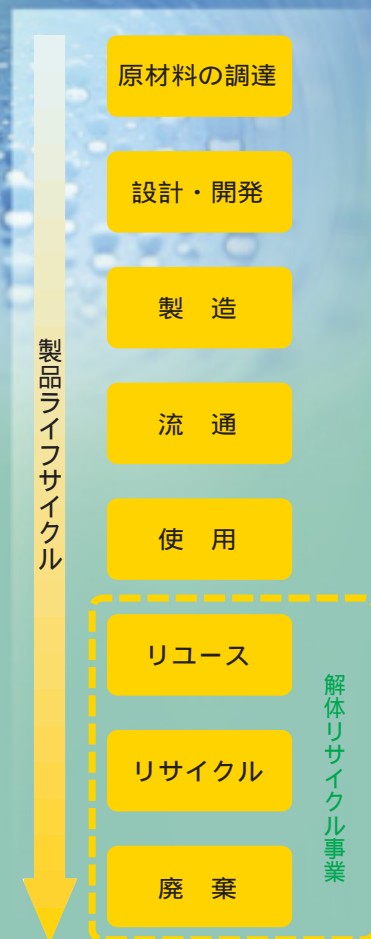 原材料の調達
設計・開発
製　造
流　通
使　用
リユース
リサイクル
廃　棄
製品ライフサイクル
解体リサイクル事業